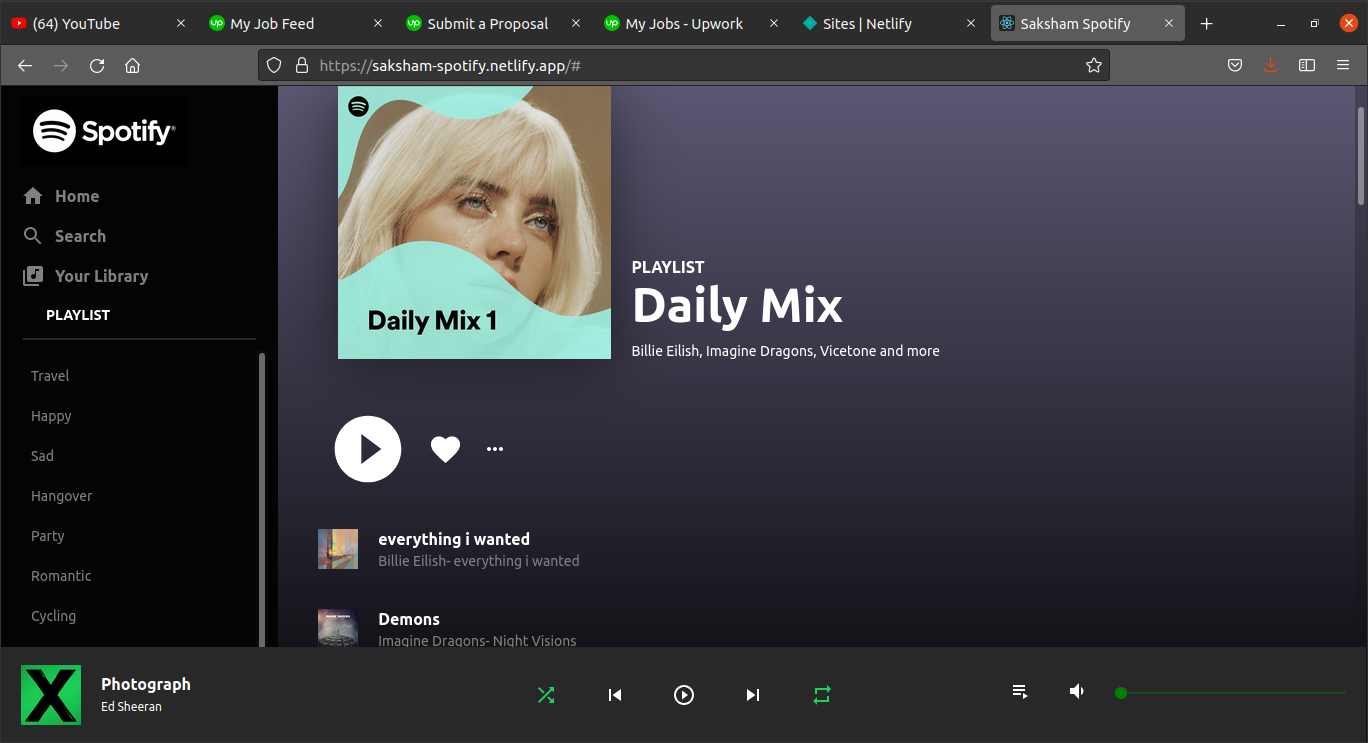 (64) YouTube
My Job Feed
Submit a Proposal
My Jobs - Upwork
Sites | Netlify
Saksham Spotify
https://saksham-spotify.netlify.app/#
Spotify®
Home
Search
Your Library
PLAYLIST
Travel
Happy
Sad
Hangover
Party
Romantic
Cycling
Daily Mix 1
PLAYLIST
Daily Mix
Billie Eilish, Imagine Dragons, Vicetone and more
everything i wanted
Billie Eilish- everything i wanted
Demons
Imagine Dragons- Night Visions
Photograph
Ed Sheeran